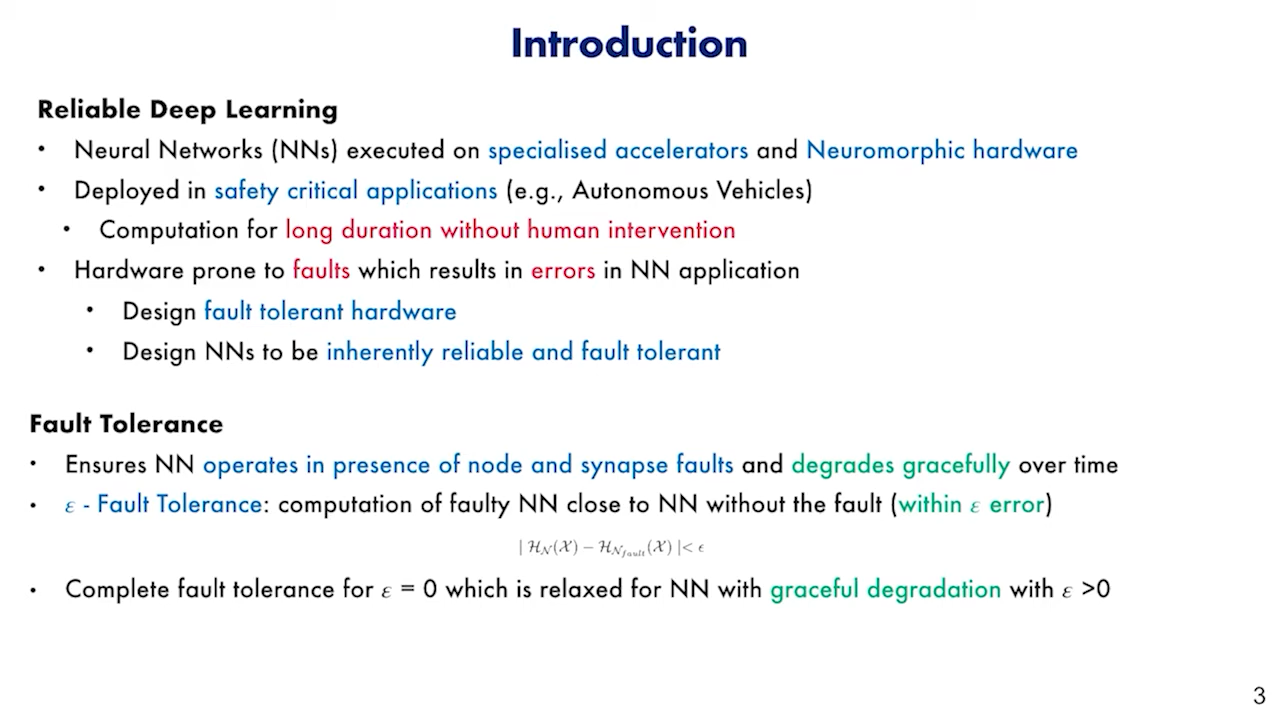 Introduction
Reliable Deep Learning
• Neural Networks (NNs) executed on specialised accelerators and Neuromorphic hardware
• Deployed in safety critical applications (e.g., Autonomous Vehicles)
• Computation for long duration without human intervention
• Hardware prone to faults which results in errors in NN application
• Design fault tolerant hardware
• Design NNs to be inherently reliable and fault tolerant
Fault Tolerance
• Ensures NN operates in presence of node and synapse faults and degrades gracefully over time
• ε - Fault Tolerance: computation of faulty NN close to NN without the fault (within ε error)
| ℋ_𝒩(𝒳) − ℋ_𝒩_fault(𝒳) |< ϵ
• Complete fault tolerance for ε = 0 which is relaxed for NN with graceful degradation with ε >0
3